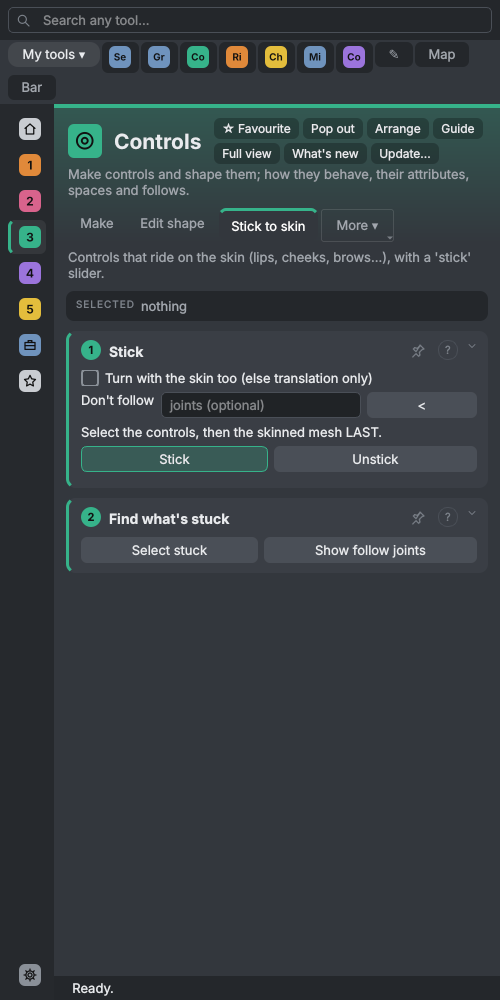 Search any tool...
My tools ▾ Se Gr Co Ri Ch Mi Co ✎ Map
Bar
Controls
☆ Favourite Pop out Arrange Guide
Full view What's new Update...
Make controls and shape them; how they behave, their attributes,
spaces and follows.
1
2
3
4
5
Make Edit shape Stick to skin More ▾
Controls that ride on the skin (lips, cheeks, brows...), with a 'stick'
slider.
SELECTED nothing
1 Stick ?
Turn with the skin too (else translation only)
Don't follow joints (optional) <
Select the controls, then the skinned mesh LAST.
Stick Unstick
2 Find what's stuck ?
Select stuck Show follow joints
Ready.